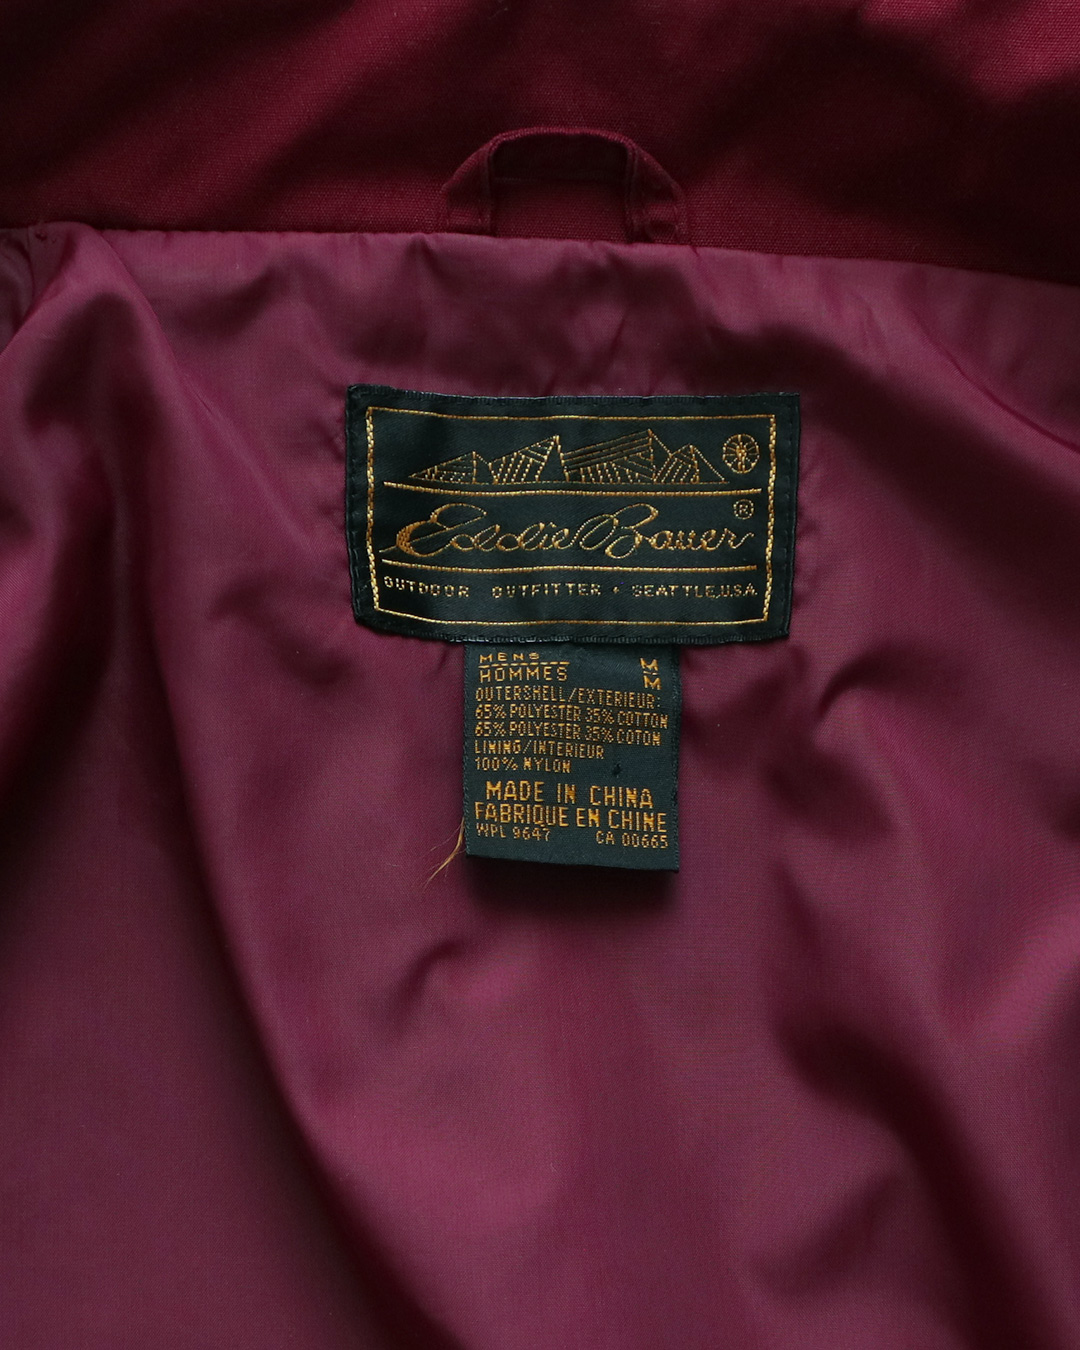 Eddie Bauer®
OUTDOOR OUTFITTER • SEATTLE, U.S.A.
MENS M
HOMMES M
OUTERSHELL/EXTERIEUR:
65% POLYESTER 35% COTTON
65% POLYESTER 35% COTON
LINING/INTERIEUR
100% NYLON
MADE IN CHINA
FABRIQUE EN CHINE
WPL 9647 CA 00665